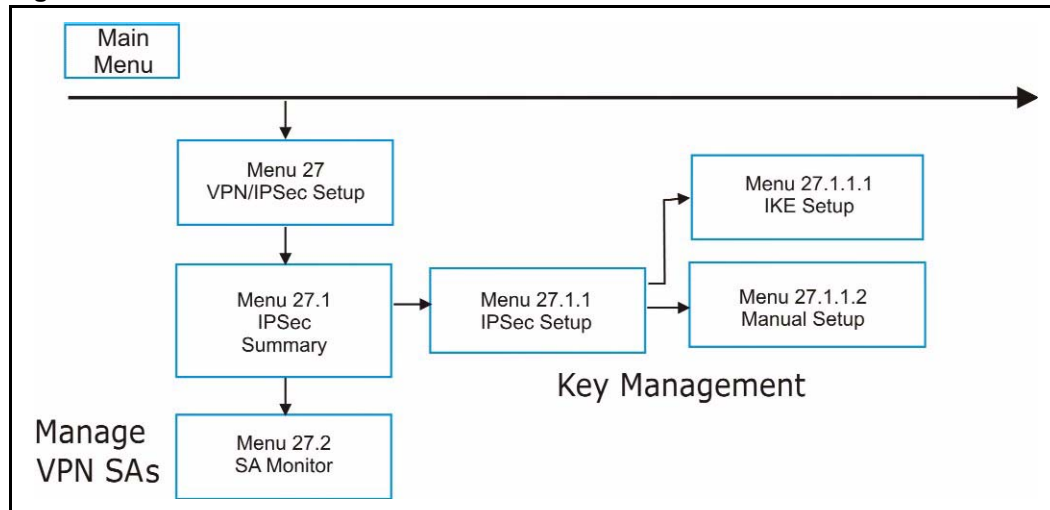 Main
Menu
Menu 27
VPN/IPSec Setup
Menu 27.1.1.1
IKE Setup
Menu 27.1
IPSec
Summary
Menu 27.1.1
IPSec Setup
Menu 27.1.1.2
Manual Setup
Key Management
Manage
VPN SAs
Menu 27.2
SA Monitor